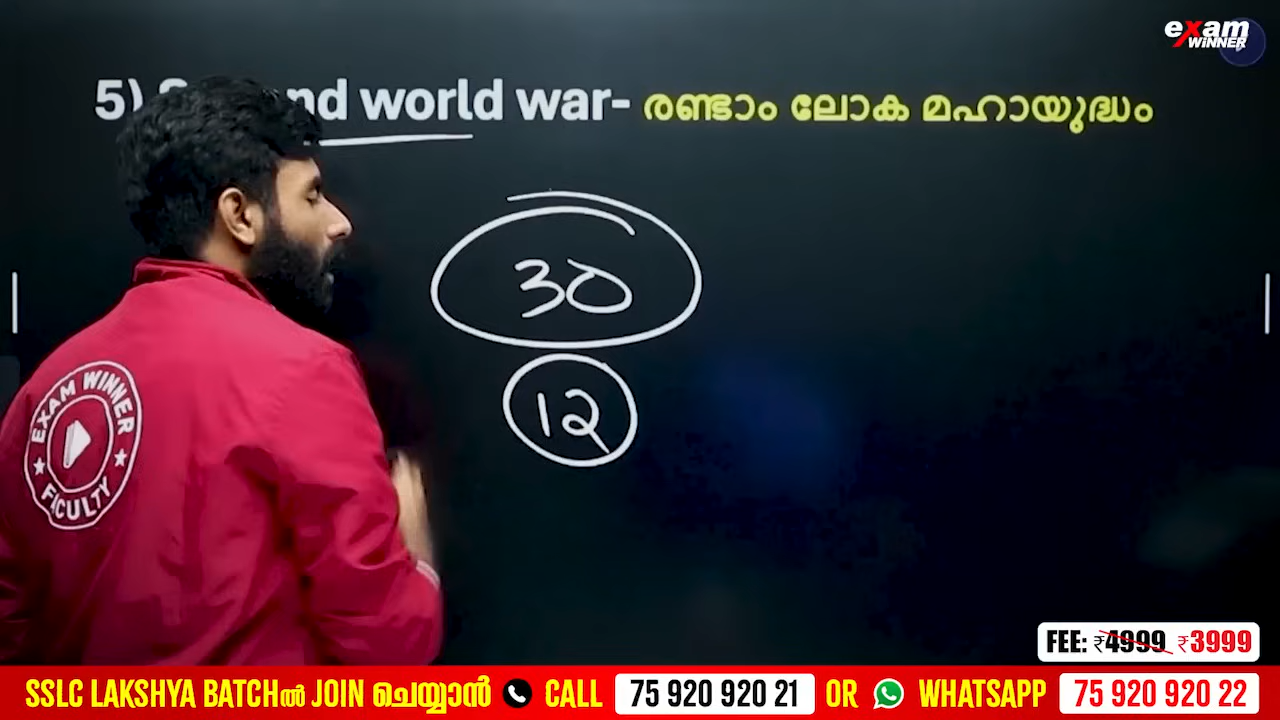 exam
WINNER
5) nd world war- രണ്ടാം ലോക മഹായുദ്ധം
30
12
EXAM WINNER
FACULTY
FEE: ₹4999 ₹3999
SSLC LAKSHYA BATCHൽ JOIN ചെയ്യാൻ CALL 75 920 920 21 OR WHATSAPP 75 920 920 22